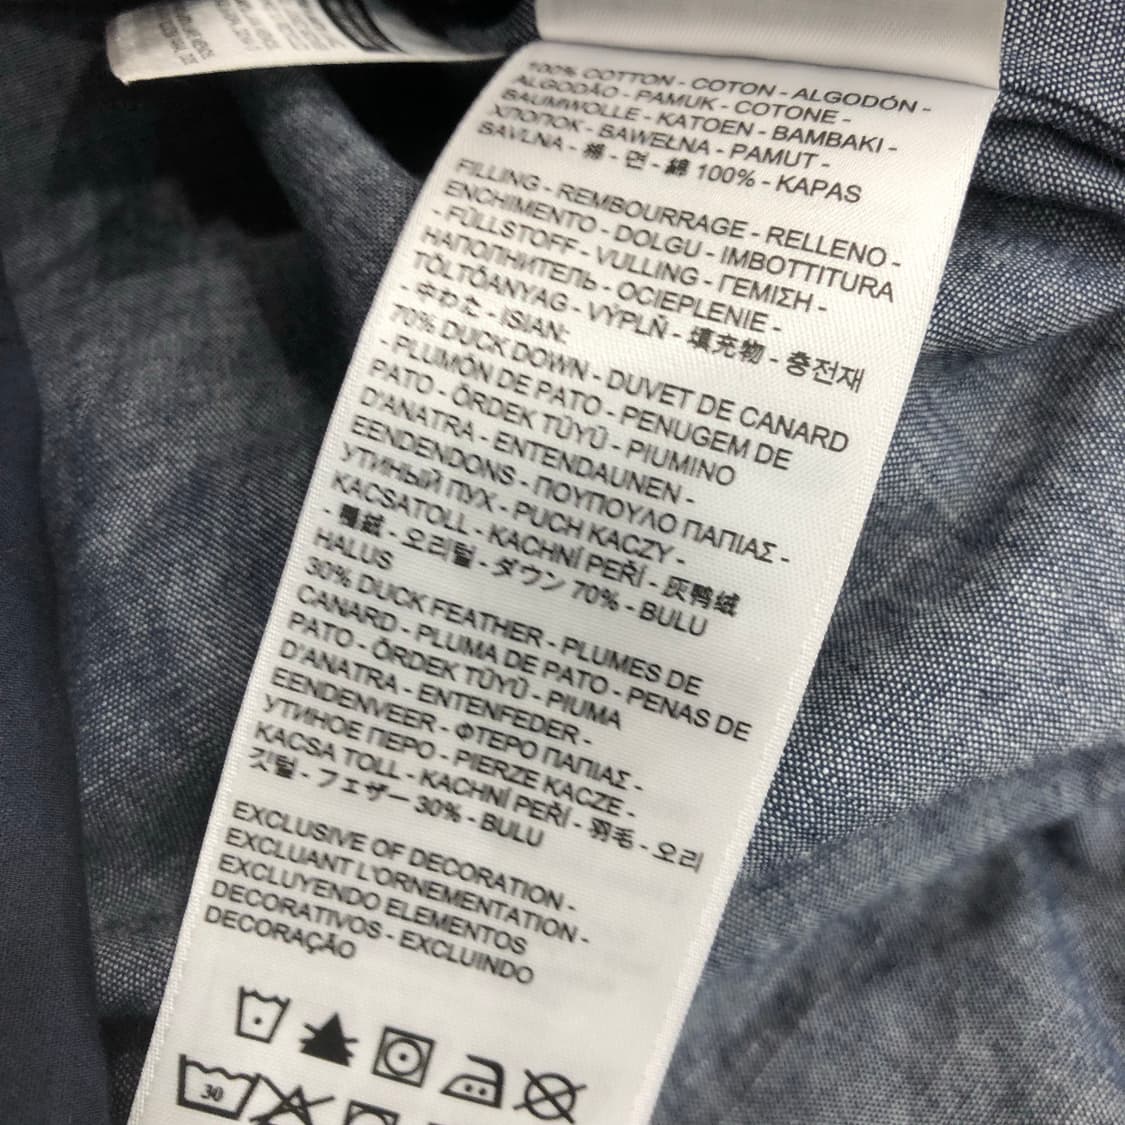 100% COTTON - COTON - ALGODÓN -
ALGODÃO - PAMUK - COTONE -
BAUMWOLLE - KATOEN - BAMBAKI -
ХЛОПОК - BAWEŁNA - PAMUT -
SAVLNA - 棉 - 면 - 綿 100% - KAPAS
FILLING - REMBOURRAGE - RELLENO -
ENCHIMENTO - DOLGU - IMBOTTITURA
- FÜLLSTOFF - VULLING - ΓΕΜΙΣΗ -
НАПОЛНИТЕЛЬ - OCIEPLENIE -
TÖLTÖANYAG - VÝPLŇ - 填充物 - 충전재
- 中わた - ISIAN:
70% DUCK DOWN - DUVET DE CANARD
- PLUMÓN DE PATO - PENUGEM DE
PATO - ÖRDEK TÜYÜ - PIUMINO
D'ANATRA - ENTENDAUNEN -
EENDENDONS - ΠΟΥΠΟΥΛΟ ΠΑΠΙΑΣ -
УТИНЫЙ ПУХ - PUCH KACZY -
KACSATOLL - KACHNÍ PEŘÍ - 灰鸭绒
- 鴨絨 - 오리털 - ダウン 70% - BULU
HALUS
30% DUCK FEATHER - PLUMES DE
CANARD - PLUMA DE PATO - PENAS DE
PATO - ÖRDEK TÜYÜ - PIUMA
D'ANATRA - ENTENFEDER -
EENDENVEER - ΦΤΕΡΟ ΠΑΠΙΑΣ -
УТИНОЕ ПЕРО - PIERZE KACZE -
KACSA TOLL - KACHNÍ PEŘÍ - 羽毛 - 오리
깃털 - フェザー 30% - BULU
EXCLUSIVE OF DECORATION -
EXCLUANT L'ORNEMENTATION -
EXCLUYENDO ELEMENTOS
DECORATIVOS - EXCLUINDO
DECORAÇÃO
30